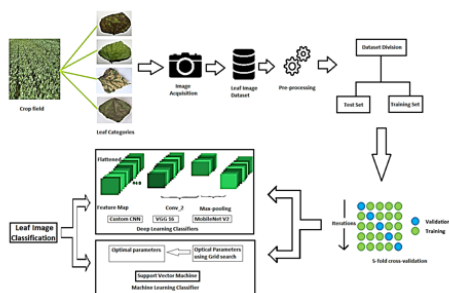 Crop field
Leaf Categories
Image
Acquisition
Leaf Image
Dataset
Pre-processing
Dataset Division
Test Set
Training Set
Iterations
Validation
Training
5-fold cross-validation
Flattened
Feature Map
Conv_2
Max-pooling
Custom CNN
VGG 16
MobileNet V2
Deep Learning Classifiers
Leaf Image
Classification
Optimal parameters
Optical Parameters
using Grid search
Support Vector Machine
Machine Learning Classifier